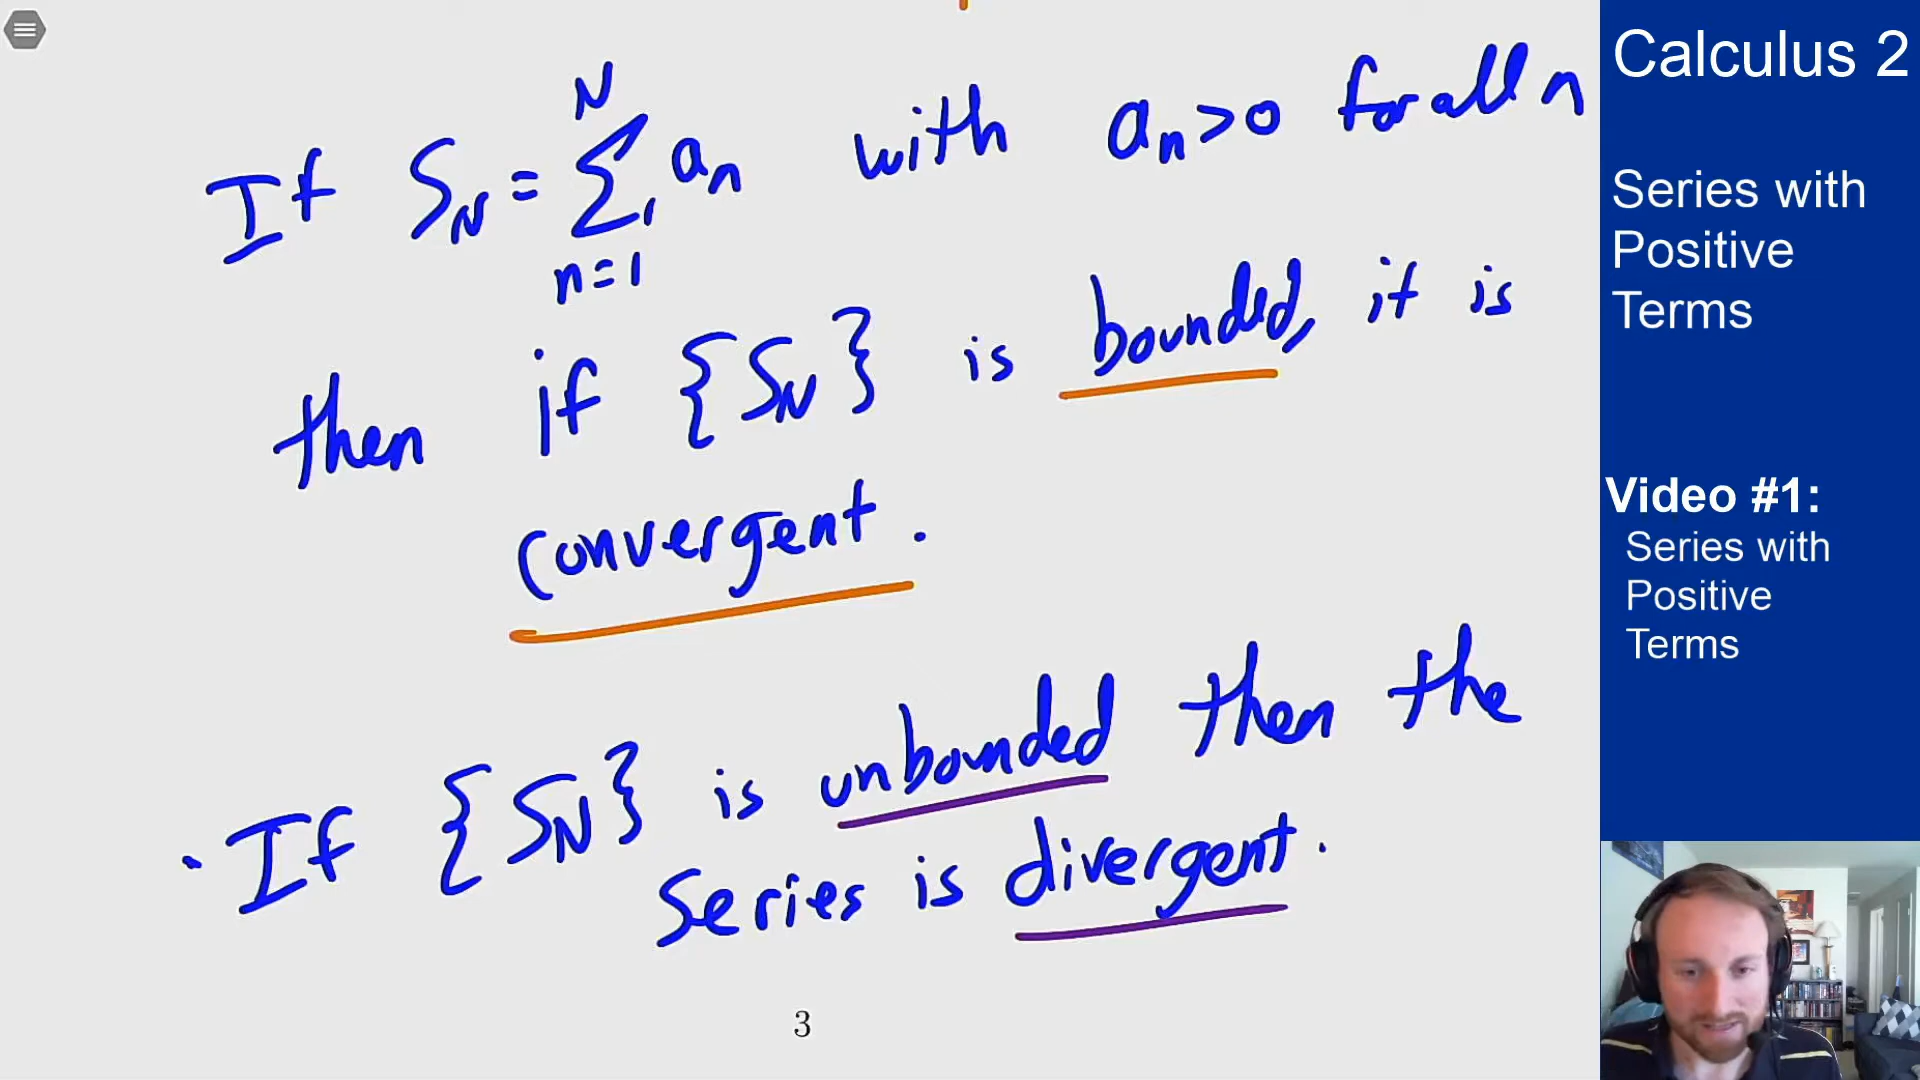 If S_N = \sum_{n=1}^{N} a_n with a_n > 0 for all n
then if {S_N} is bounded, it is
convergent.
· If {S_N} is unbounded then the
series is divergent.
3
Calculus 2
Series with
Positive
Terms
Video #1:
Series with
Positive
Terms